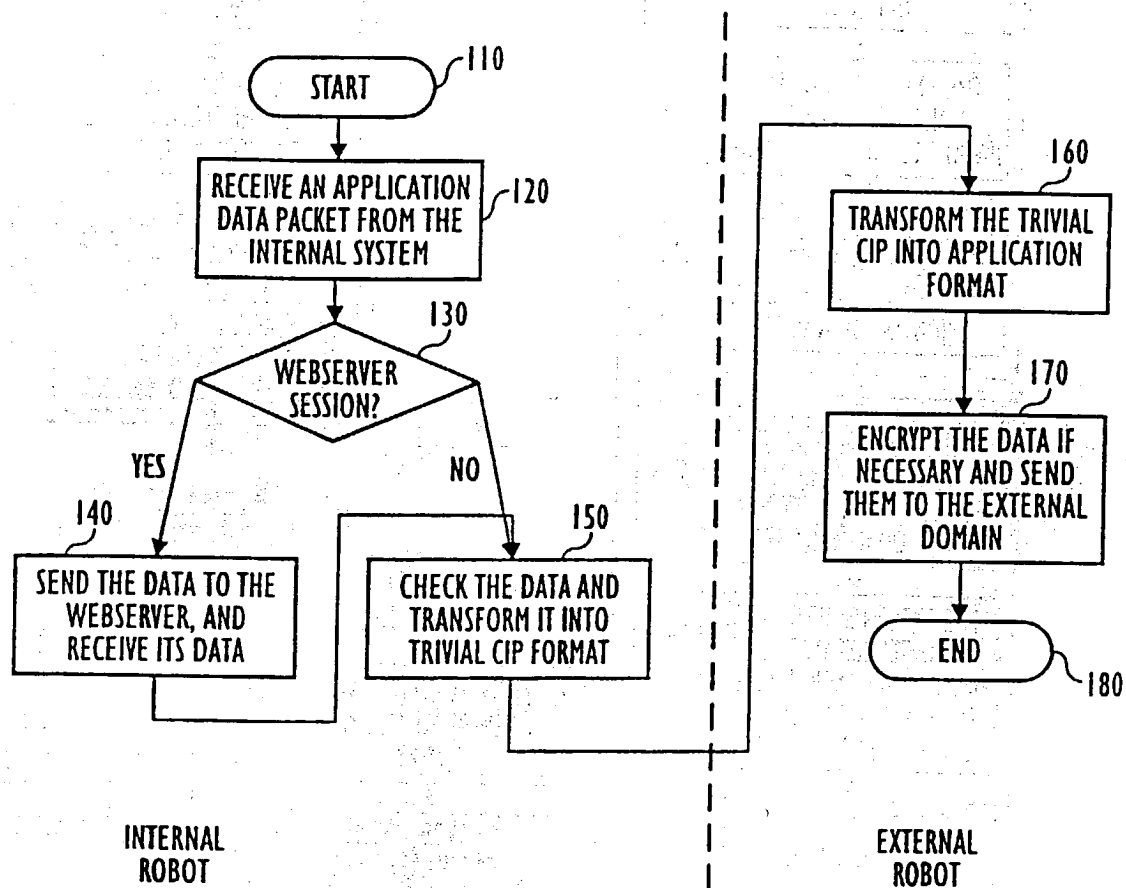 START
110
RECEIVE AN APPLICATION
DATA PACKET FROM THE
INTERNAL SYSTEM
120
WEBSERVER
SESSION?
130
YES
NO
140
SEND THE DATA TO THE
WEBSERVER, AND
RECEIVE ITS DATA
150
CHECK THE DATA AND
TRANSFORM IT INTO
TRIVIAL CIP FORMAT
160
TRANSFORM THE TRIVIAL
CIP INTO APPLICATION
FORMAT
170
ENCRYPT THE DATA IF
NECESSARY AND SEND
THEM TO THE EXTERNAL
DOMAIN
END
180
INTERNAL
ROBOT
EXTERNAL
ROBOT